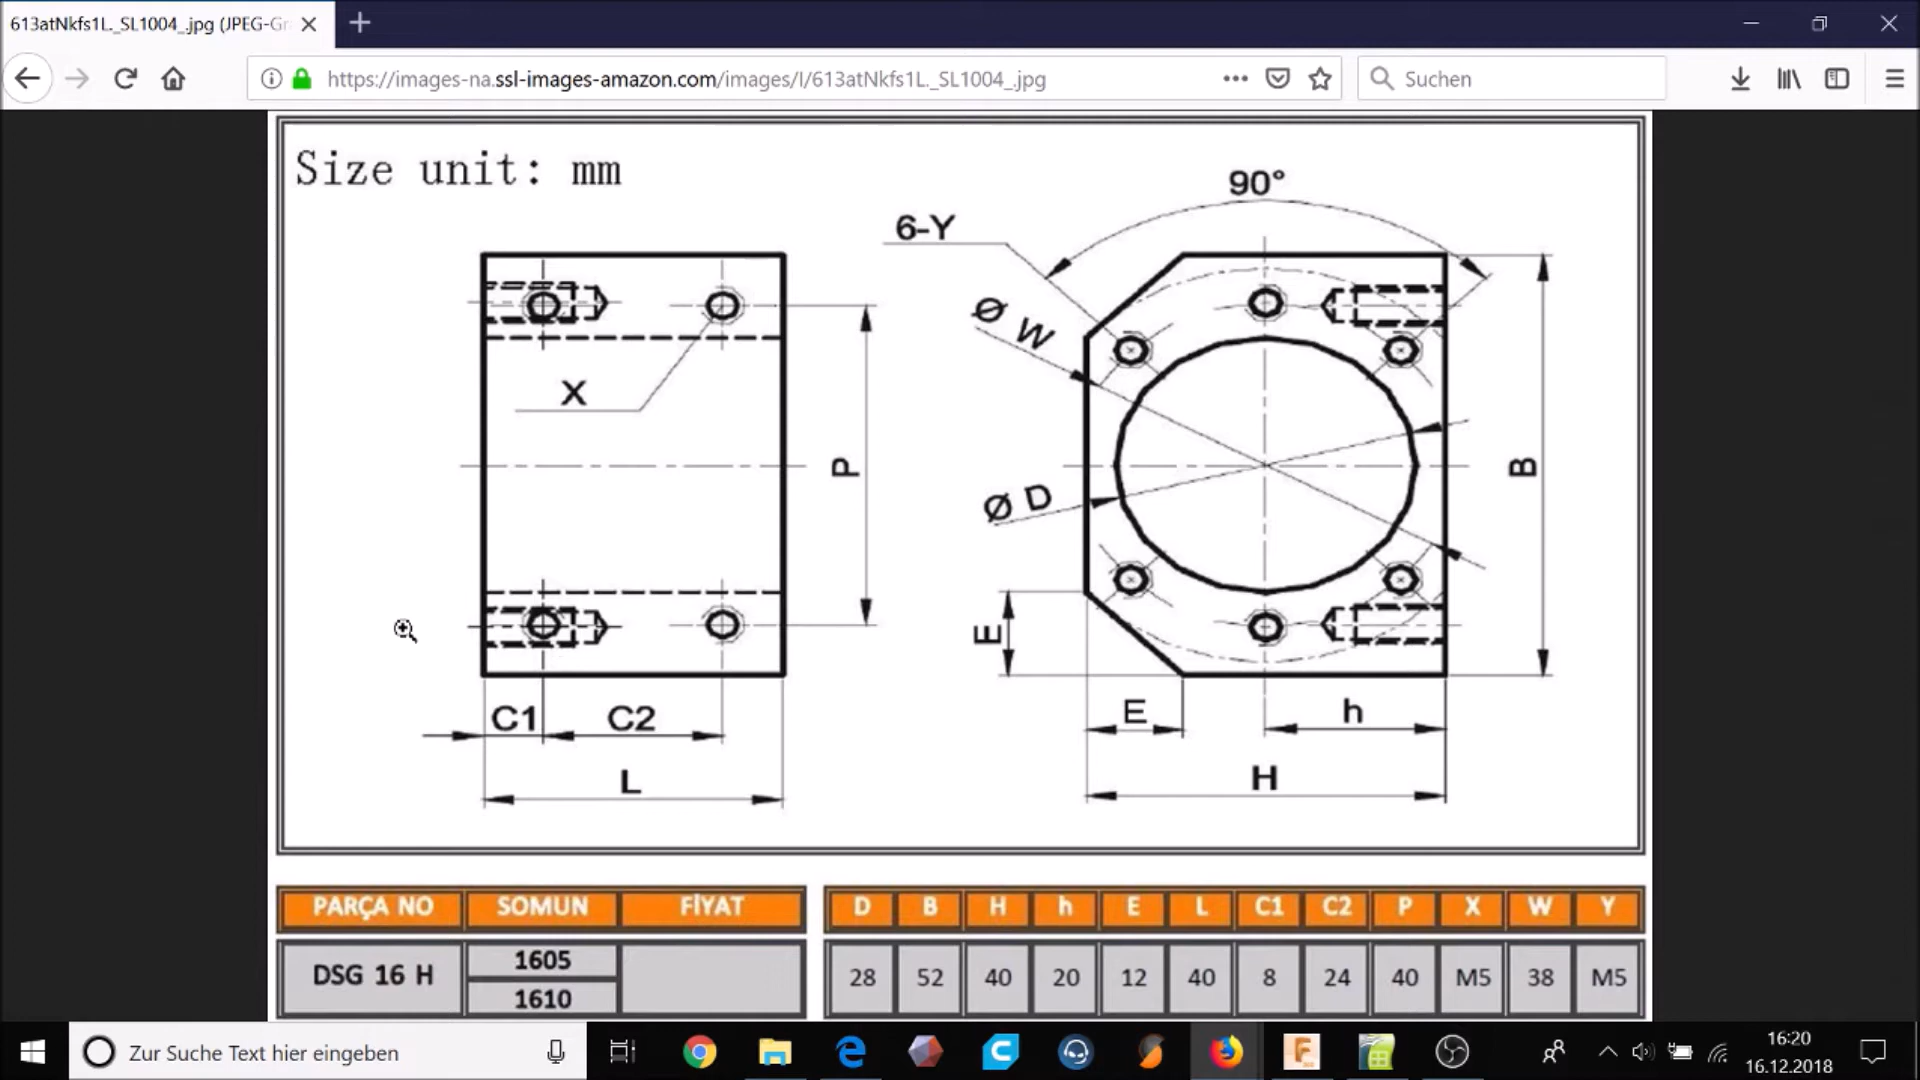 613atNkfs1L._SL1004_.jpg (JPEG-Gr
https://images-na.ssl-images-amazon.com/images/I/613atNkfs1L._SL1004_.jpg
Suchen
Size unit: mm
90°
6-Y
Ø W
X
P
Ø D
B
E
C1 C2
E
h
L
H
PARÇA NO SOMUN FİYAT
D B H h E L C1 C2 P X W Y
DSG 16 H
1605
1610
28 52 40 20 12 40 8 24 40 M5 38 M5
Zur Suche Text hier eingeben
16:20
16.12.2018